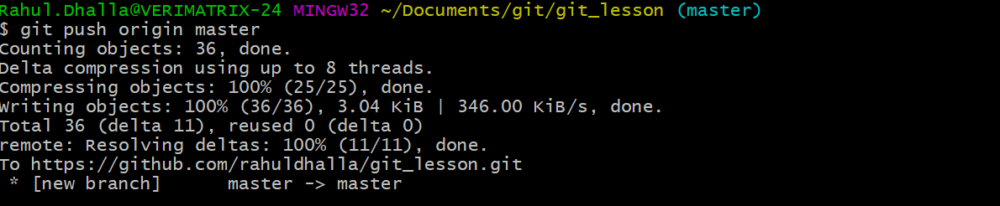 Rahul.Dhalla@VERIMATRIX-24 MINGW32 ~/Documents/git/git_lesson (master)
$ git push origin master
Counting objects: 36, done.
Delta compression using up to 8 threads.
Compressing objects: 100% (25/25), done.
Writing objects: 100% (36/36), 3.04 KiB | 346.00 KiB/s, done.
Total 36 (delta 11), reused 0 (delta 0)
remote: Resolving deltas: 100% (11/11), done.
To https://github.com/rahuldhalla/git_lesson.git
 * [new branch]      master -> master